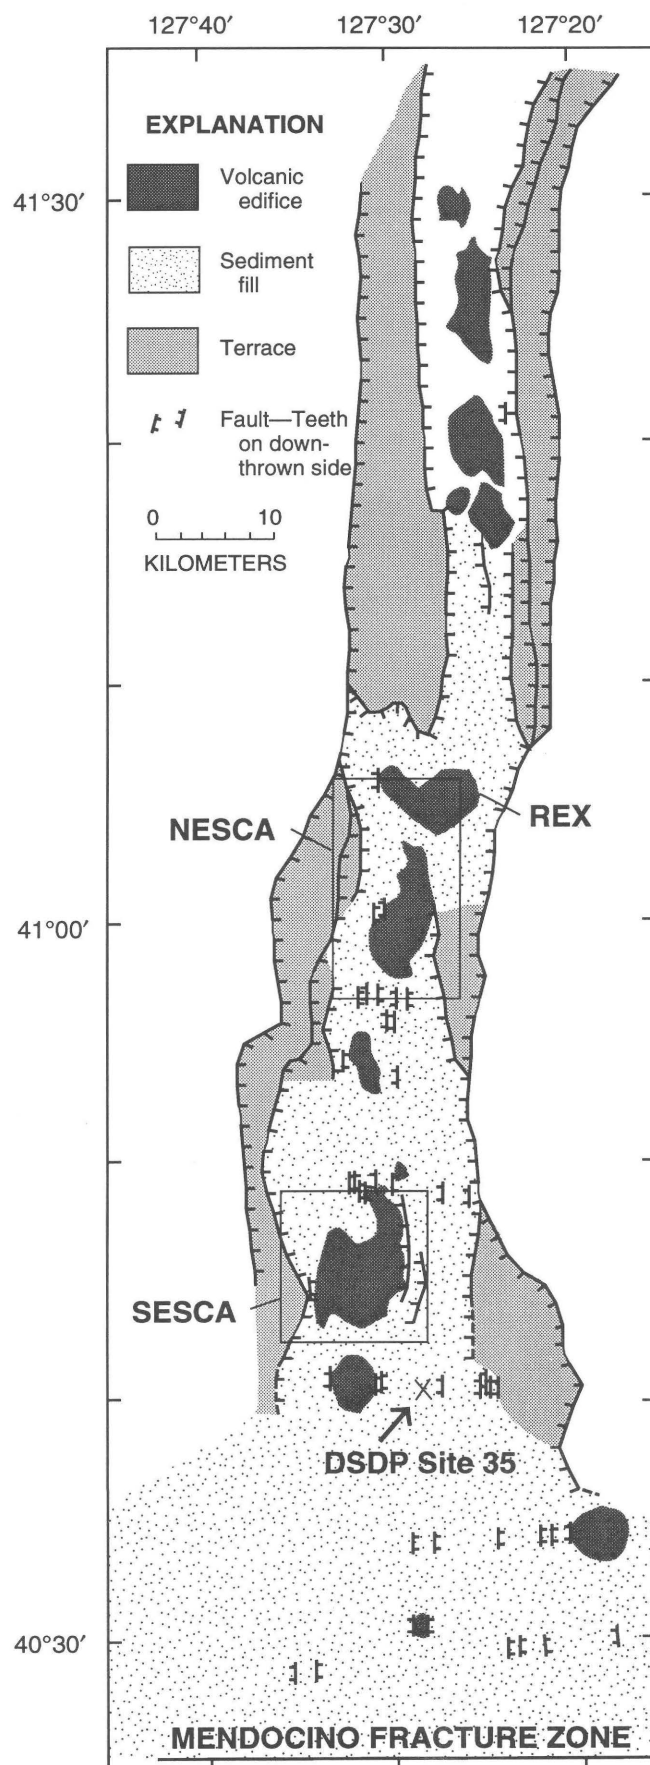 127°40′ 127°30′ 127°20′
EXPLANATION
Volcanic
edifice
41°30′
Sediment
fill
Terrace
Fault—Teeth
on down-
thrown side
0 10
KILOMETERS
NESCA
REX
41°00′
SESCA
DSDP Site 35
40°30′
MENDOCINO FRACTURE ZONE